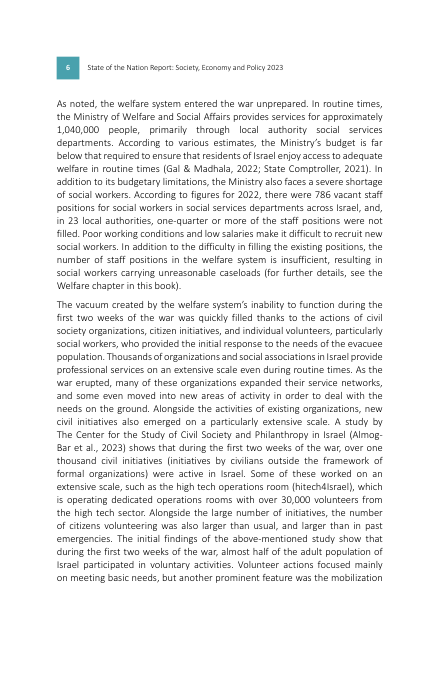 6 State of the Nation Report: Society, Economy and Policy 2023
As noted, the welfare system entered the war unprepared. In routine times,
the Ministry of Welfare and Social Affairs provides services for approximately
1,040,000 people, primarily through local authority social services
departments. According to various estimates, the Ministry's budget is far
below that required to ensure that residents of Israel enjoy access to adequate
welfare in routine times (Gal & Madhala, 2022; State Comptroller, 2021). In
addition to its budgetary limitations, the Ministry also faces a severe shortage
of social workers. According to figures for 2022, there were 786 vacant staff
positions for social workers in social services departments across Israel, and,
in 23 local authorities, one-quarter or more of the staff positions were not
filled. Poor working conditions and low salaries make it difficult to recruit new
social workers. In addition to the difficulty in filling the existing positions, the
number of staff positions in the welfare system is insufficient, resulting in
social workers carrying unreasonable caseloads (for further details, see the
Welfare chapter in this book).
The vacuum created by the welfare system's inability to function during the
first two weeks of the war was quickly filled thanks to the actions of civil
society organizations, citizen initiatives, and individual volunteers, particularly
social workers, who provided the initial response to the needs of the evacuee
population. Thousands of organizations and social associations in Israel provide
professional services on an extensive scale even during routine times. As the
war erupted, many of these organizations expanded their service networks,
and some even moved into new areas of activity in order to deal with the
needs on the ground. Alongside the activities of existing organizations, new
civil initiatives also emerged on a particularly extensive scale. A study by
The Center for the Study of Civil Society and Philanthropy in Israel (Almog-
Bar et al., 2023) shows that during the first two weeks of the war, over one
thousand civil initiatives (initiatives by civilians outside the framework of
formal organizations) were active in Israel. Some of these worked on an
extensive scale, such as the high tech operations room (hitech4Israel), which
is operating dedicated operations rooms with over 30,000 volunteers from
the high tech sector. Alongside the large number of initiatives, the number
of citizens volunteering was also larger than usual, and larger than in past
emergencies. The initial findings of the above-mentioned study show that
during the first two weeks of the war, almost half of the adult population of
Israel participated in voluntary activities. Volunteer actions focused mainly
on meeting basic needs, but another prominent feature was the mobilization